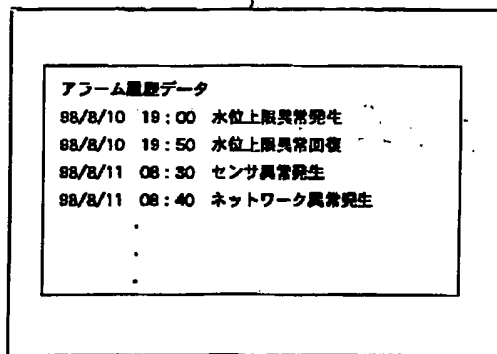 アラーム履歴データ
98/8/10 19:00 水位上限異常発生
98/8/10 19:50 水位上限異常回復
98/8/11 08:30 センサ異常発生
98/8/11 08:40 ネットワーク異常発生